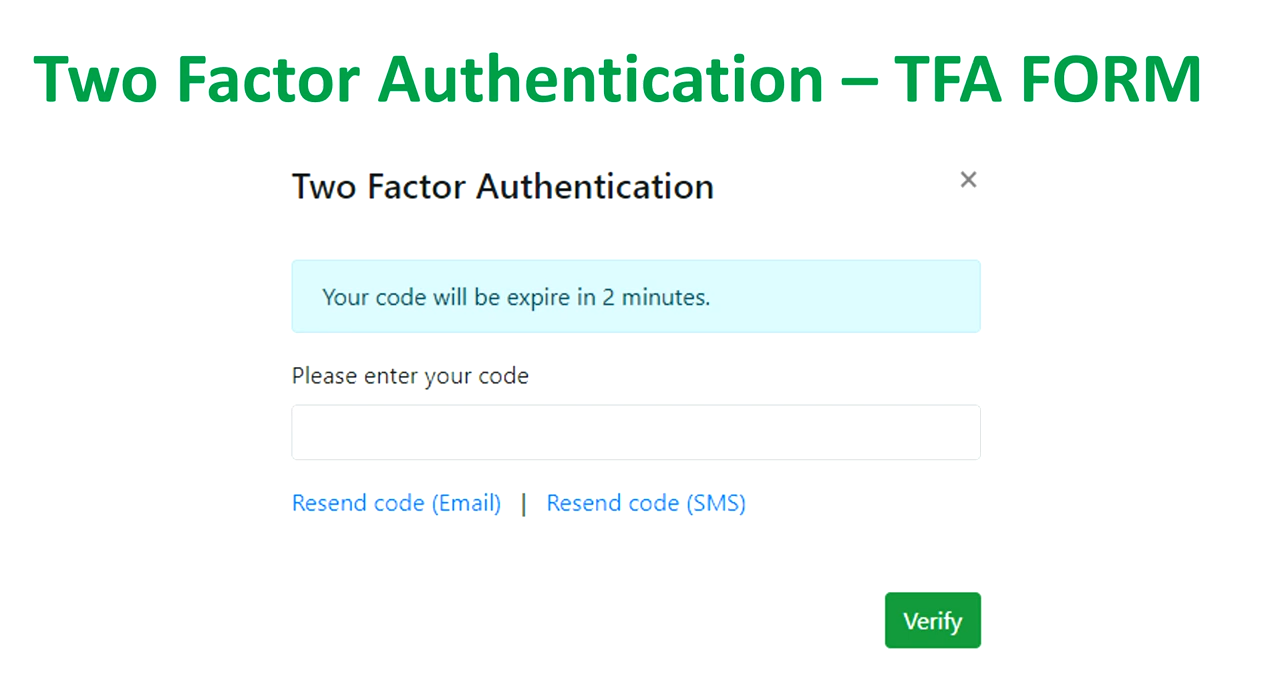 Two Factor Authentication – TFA FORM
Two Factor Authentication ×
Your code will be expire in 2 minutes.
Please enter your code
Resend code (Email) | Resend code (SMS)
Verify